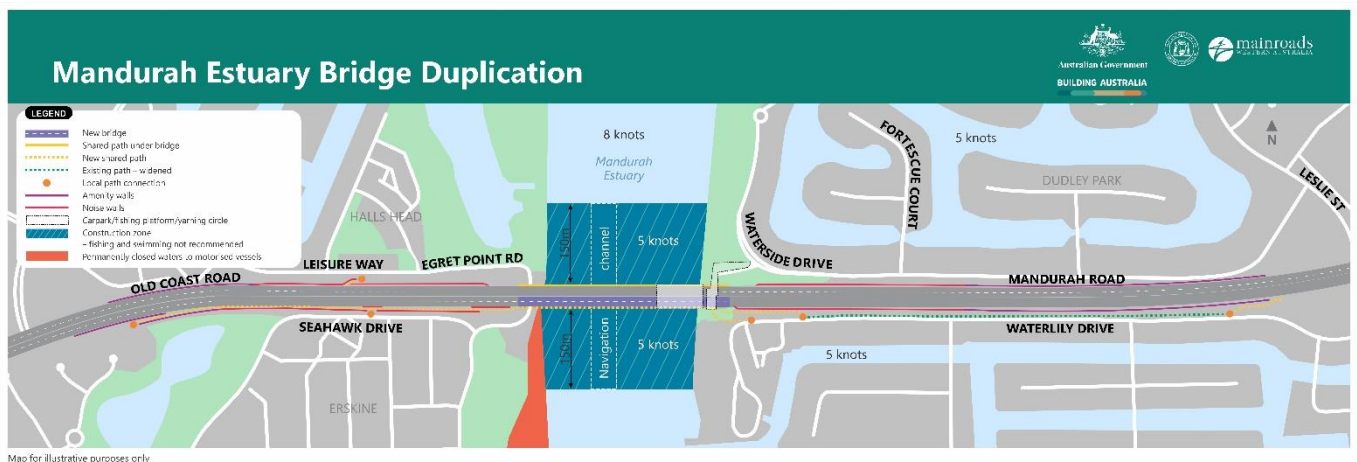 Mandurah Estuary Bridge Duplication
Australian Government
BUILDING AUSTRALIA
mainroads
WESTERN AUSTRALIA
LEGEND
New bridge
Shared path under bridge
New shared path
Existing path – widened
Local path connection
Amenity walls
Noise walls
Carpark/fishing platform/yarning circle
Construction zone
– fishing and swimming not recommended
Permanently closed waters to motorised vessels
8 knots
Mandurah
Estuary
FORTESCUE COURT
5 knots
N
DUDLEY PARK
LESLIE ST
HALLS HEAD
WATERSIDE DRIVE
150m
channel
5 knots
LEISURE WAY
EGRET POINT RD
OLD COAST ROAD
MANDURAH ROAD
SEAHAWK DRIVE
WATERLILY DRIVE
150m
Navigation
5 knots
5 knots
ERSKINE
Map for illustrative purposes only